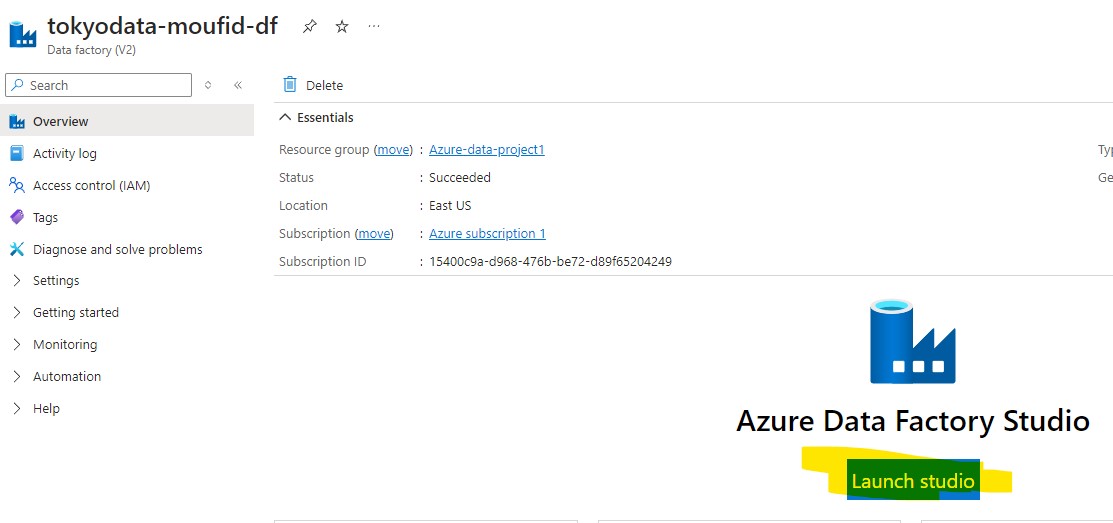 tokyodata-moufid-df
Data factory (V2)
Search
Delete
Overview
Activity log
Access control (IAM)
Tags
Diagnose and solve problems
Settings
Getting started
Monitoring
Automation
Help
Essentials
Resource group (move) : Azure-data-project1
Status : Succeeded
Location : East US
Subscription (move) : Azure subscription 1
Subscription ID : 15400c9a-d968-476b-be72-d89f65204249
Azure Data Factory Studio
Launch studio